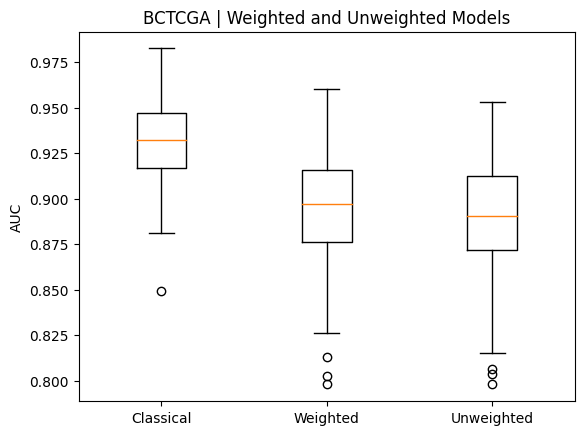 BCTCGA | Weighted and Unweighted Models
AUC
0.975
0.950
0.925
0.900
0.875
0.850
0.825
0.800
Classical
Weighted
Unweighted